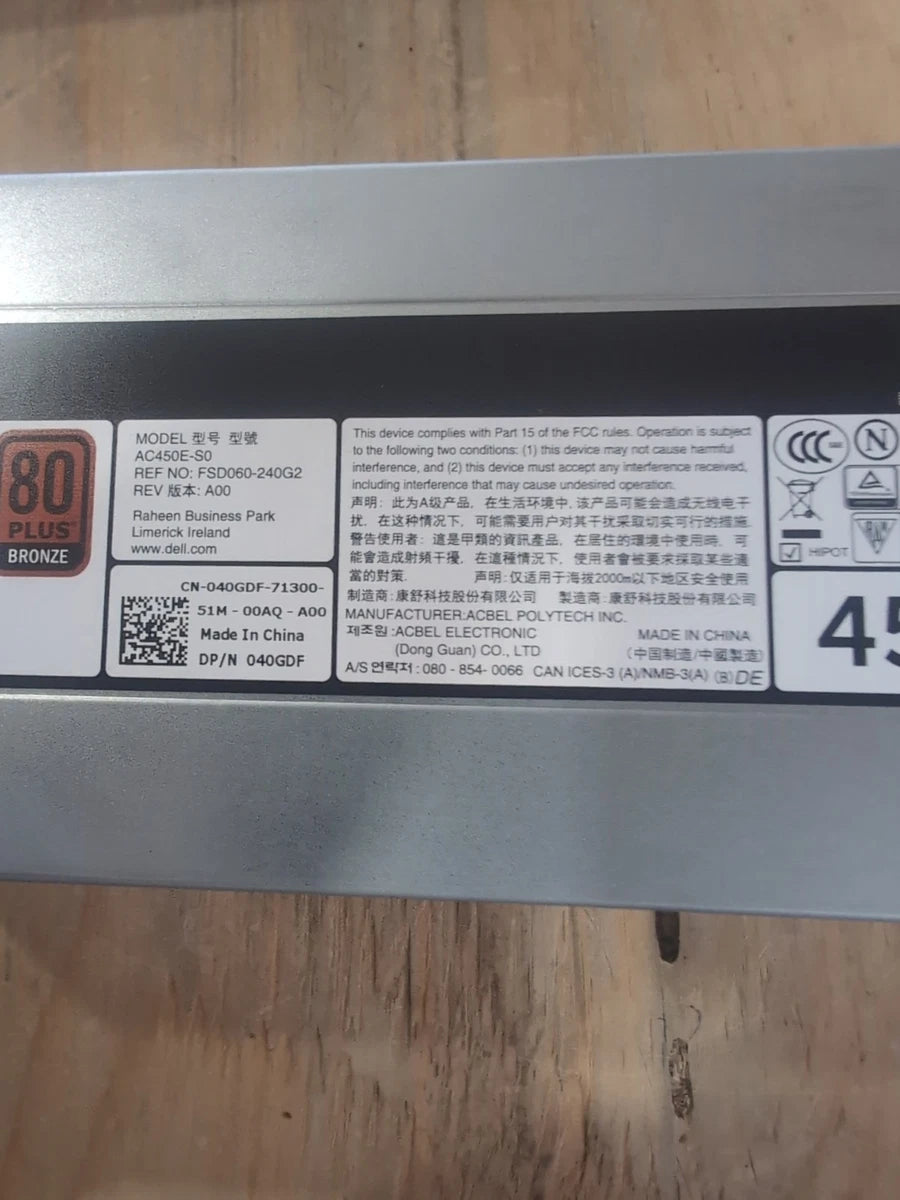 80
PLUS
BRONZE
MODEL 型号 型號
AC450E-S0
REF NO: FSD060-240G2
REV 版本: A00
Raheen Business Park
Limerick Ireland
www.dell.com
CN-040GDF-71300-
51M - 00AQ - A00
Made In China
DP/N 040GDF
This device complies with Part 15 of the FCC rules. Operation is subject
to the following two conditions: (1) this device may not cause harmful
interference, and (2) this device must accept any interference received,
including interference that may cause undesired operation.
声明: 此为A级产品, 在生活环境中, 该产品可能会造成无线电干
扰, 在这种情况下, 可能需要用户对其干扰采取切实可行的措施.
警告使用者: 這是甲類的資訊產品, 在居住的環境中使用時, 可
能會造成射頻干擾, 在這種情況下, 使用者會被要求採取某些適
當的對策. 声明:仅适用于海拔2000m以下地区安全使用
制造商:康舒科技股份有限公司 製造商:康舒科技股份有限公司
MANUFACTURER:ACBEL POLYTECH INC.
제조원:ACBEL ELECTRONIC MADE IN CHINA
(Dong Guan) CO., LTD (中国制造/中國製造)
A/S 연락저: 080 - 854- 0066 CAN ICES-3 (A)/NMB-3(A) (B) DE
CCC
N
HIPOT
45